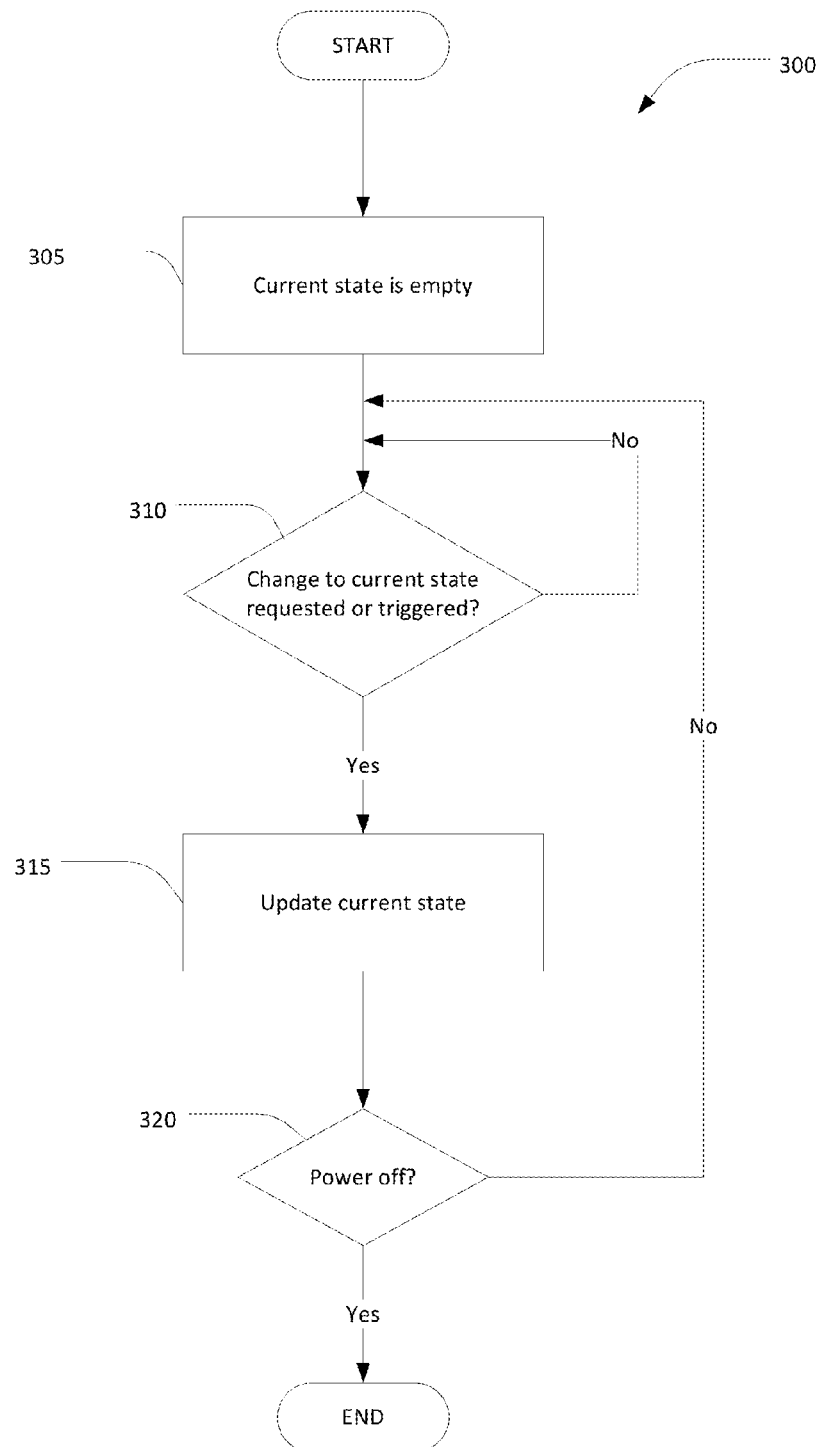 START
300
305
Current state is empty
No
310
Change to current state
requested or triggered?
No
Yes
315
Update current state
320
Power off?
Yes
END